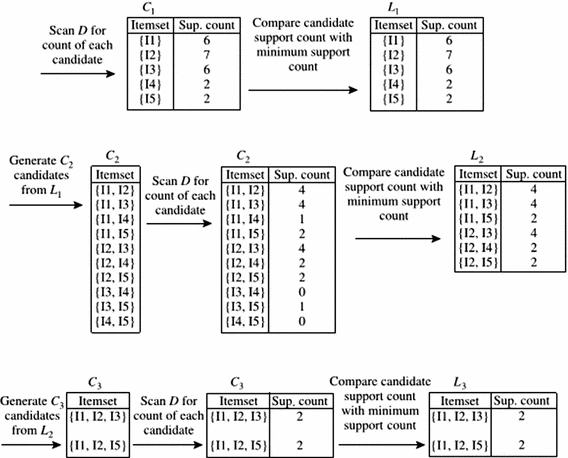 C1
L1
Scan D for count of each candidate
Itemset Sup. count
{I1} 6
{I2} 7
{I3} 6
{I4} 2
{I5} 2
Compare candidate support count with minimum support count
Itemset Sup. count
{I1} 6
{I2} 7
{I3} 6
{I4} 2
{I5} 2
Generate C2 candidates from L1
C2
Itemset
{I1, I2}
{I1, I3}
{I1, I4}
{I1, I5}
{I2, I3}
{I2, I4}
{I2, I5}
{I3, I4}
{I3, I5}
{I4, I5}
Scan D for count of each candidate
C2
Itemset Sup. count
{I1, I2} 4
{I1, I3} 4
{I1, I4} 1
{I1, I5} 2
{I2, I3} 4
{I2, I4} 2
{I2, I5} 2
{I3, I4} 0
{I3, I5} 1
{I4, I5} 0
Compare candidate support count with minimum support count
L2
Itemset Sup. count
{I1, I2} 4
{I1, I3} 4
{I1, I5} 2
{I2, I3} 4
{I2, I4} 2
{I2, I5} 2
Generate C3 candidates from L2
C3
Itemset
{I1, I2, I3}
{I1, I2, I5}
Scan D for count of each candidate
C3
Itemset Sup. count
{I1, I2, I3} 2
{I1, I2, I5} 2
Compare candidate support count with minimum support count
L3
Itemset Sup. count
{I1, I2, I3} 2
{I1, I2, I5} 2